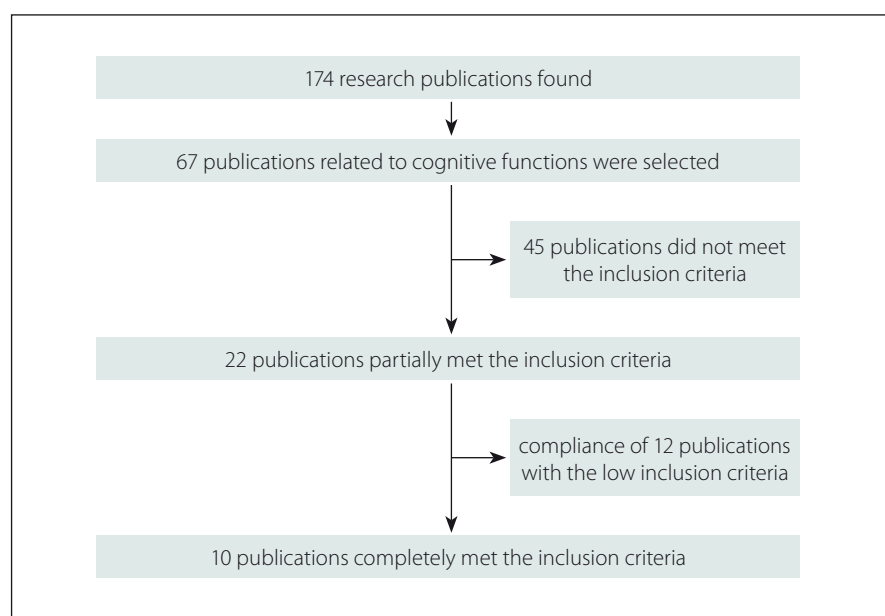 174 research publications found
67 publications related to cognitive functions were selected
45 publications did not meet
the inclusion criteria
22 publications partially met the inclusion criteria
compliance of 12 publications
with the low inclusion criteria
10 publications completely met the inclusion criteria